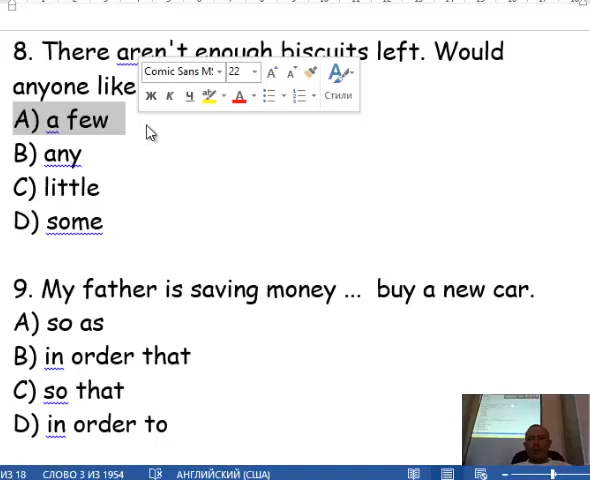 8. There aren't enough biscuits left. Would
anyone like
Comic Sans M: 22
Ж К Ч Стили
A) a few
B) any
C) little
D) some
9. My father is saving money ... buy a new car.
A) so as
B) in order that
C) so that
D) in order to
ИЗ 18 СЛОВО 3 ИЗ 1954 АНГЛИЙСКИЙ (США)